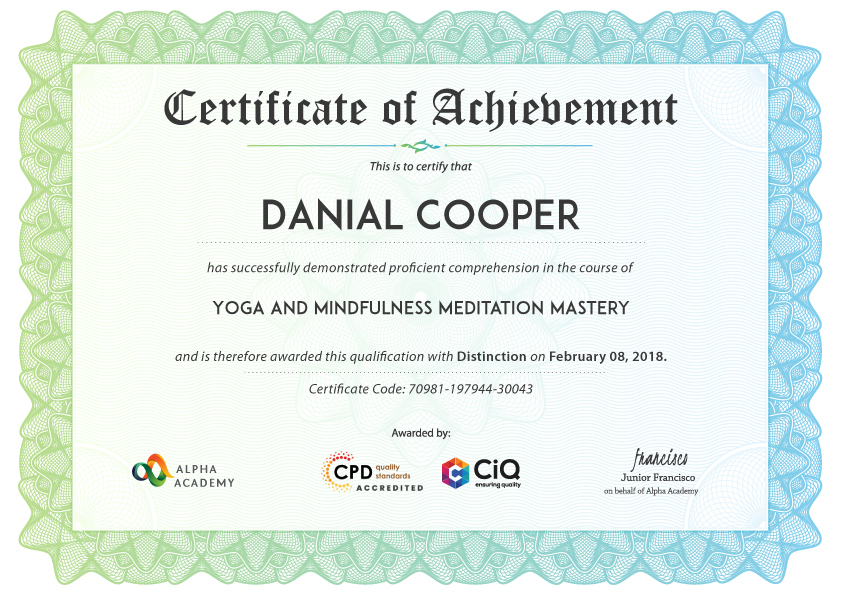 Certificate of Achievement
This is to certify that
DANIAL COOPER
has successfully demonstrated proficient comprehension in the course of
YOGA AND MINDFULNESS MEDITATION MASTERY
and is therefore awarded this qualification with Distinction on February 08, 2018.
Certificate Code: 70981-197944-30043
Awarded by:
ALPHA
ACADEMY
CPD quality
standards
ACCREDITED
CiQ
ensuring quality
Francisco
Junior Francisco
on behalf of Alpha Academy